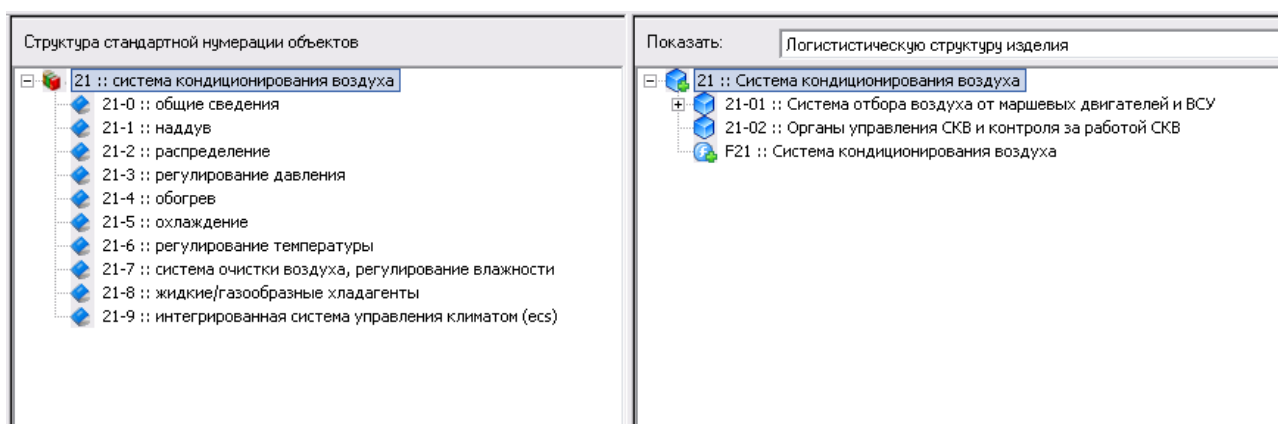 Структура стандартной нумерации объектов
21 :: система кондиционирования воздуха
21-0 :: общие сведения
21-1 :: наддув
21-2 :: распределение
21-3 :: регулирование давления
21-4 :: обогрев
21-5 :: охлаждение
21-6 :: регулирование температуры
21-7 :: система очистки воздуха, регулирование влажности
21-8 :: жидкие/газообразные хладагенты
21-9 :: интегрированная система управления климатом (ecs)
Показать:
Логистистическую структуру изделия
21 :: Система кондиционирования воздуха
21-01 :: Система отбора воздуха от маршевых двигателей и ВСУ
21-02 :: Органы управления СКВ и контроля за работой СКВ
F21 :: Система кондиционирования воздуха